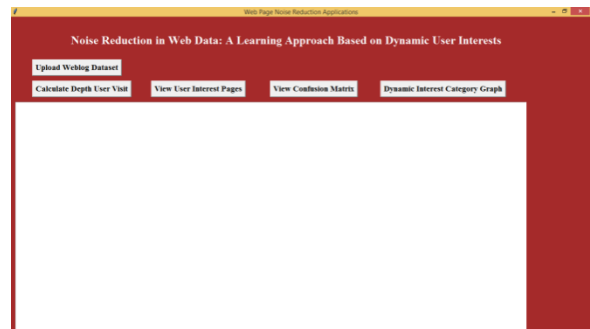 Web Page Noise Reduction Applications
Noise Reduction in Web Data: A Learning Approach Based on Dynamic User Interests
Upload Weblog Dataset
Calculate Depth User Visit View User Interest Pages View Confusion Matrix Dynamic Interest Category Graph